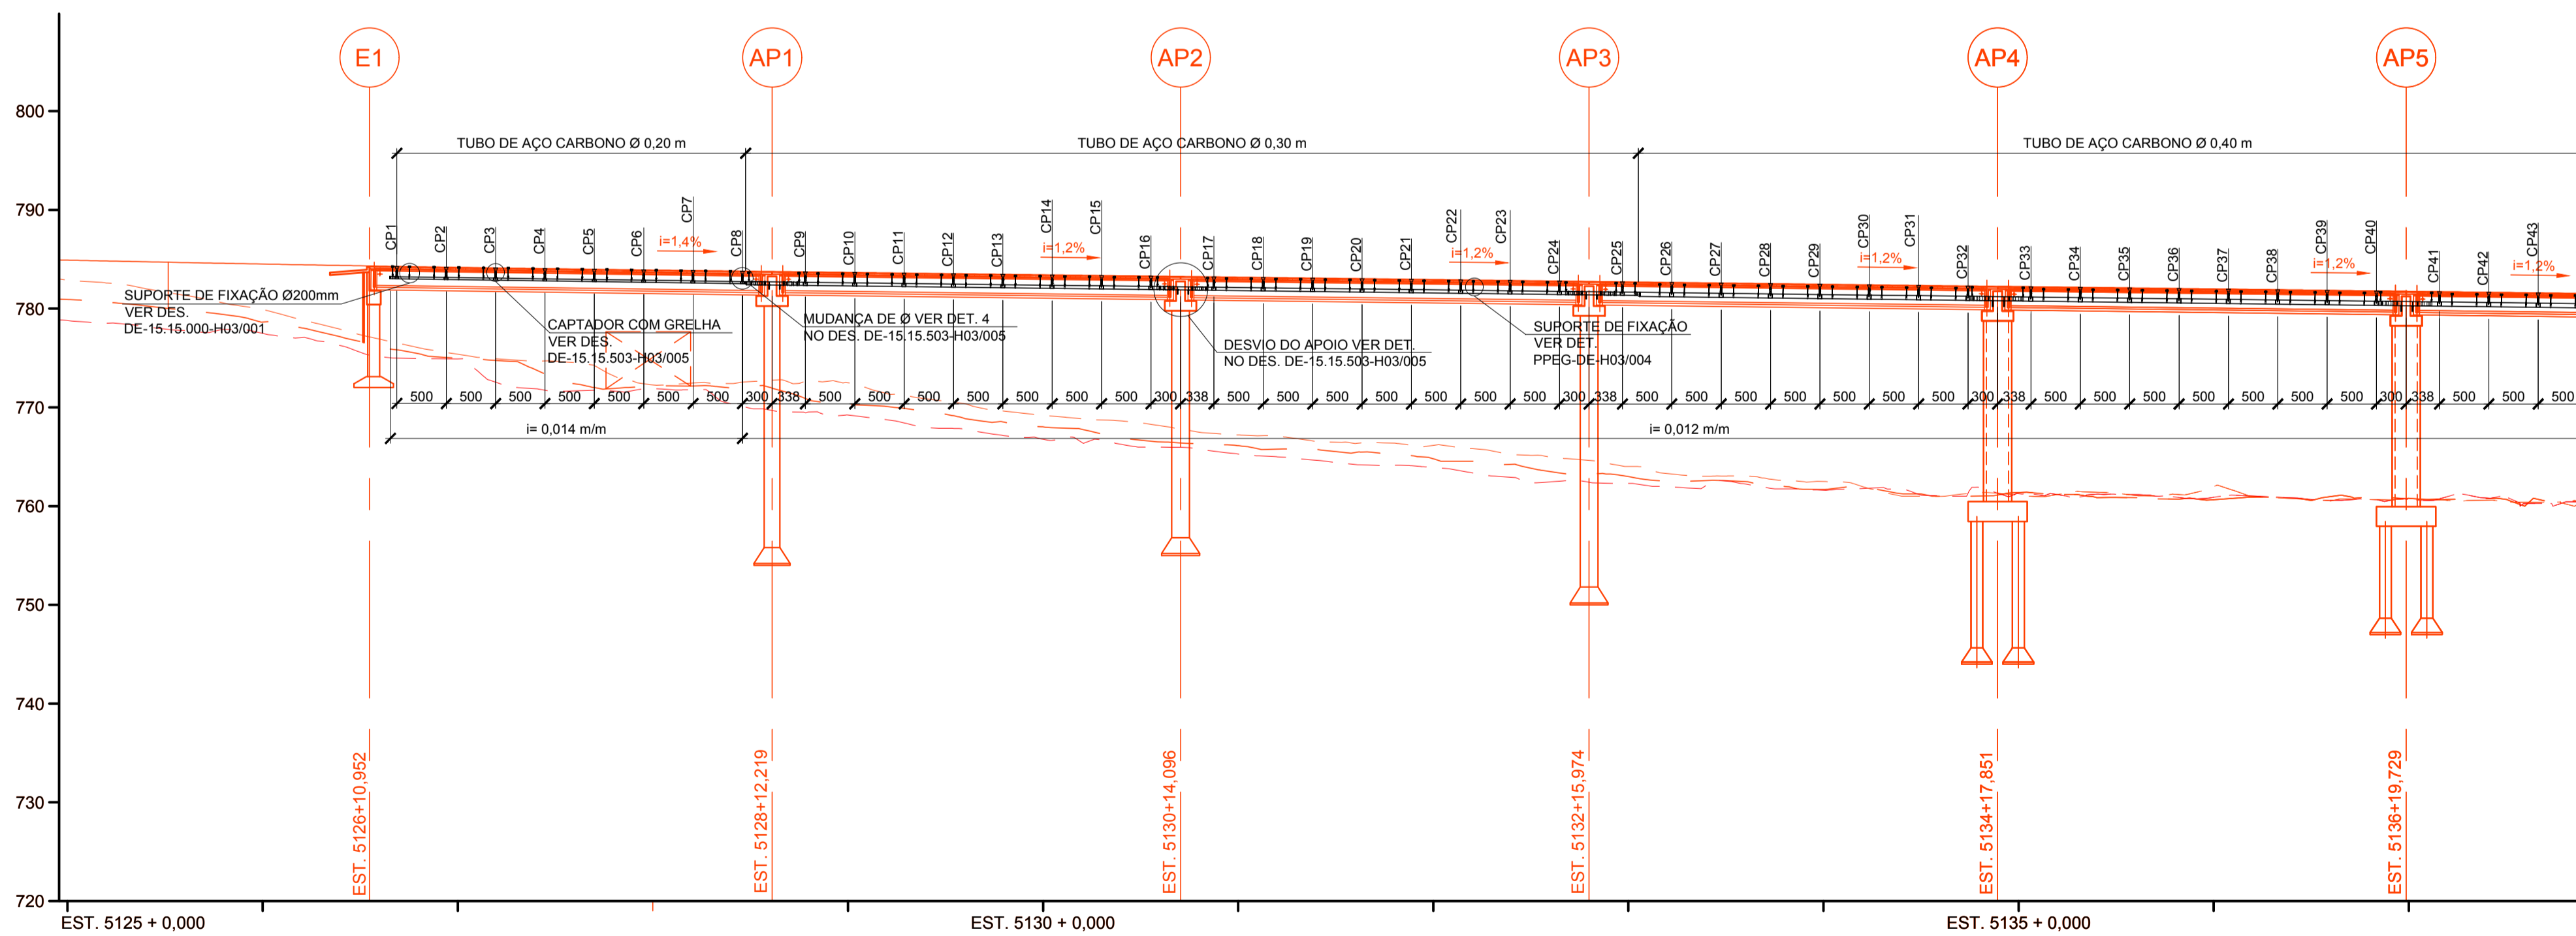 E1
AP1
AP2
AP3
AP4
AP5
800
790
780
770
760
750
740
730
720
TUBO DE AÇO CARBONO Ø 0,20 m
TUBO DE AÇO CARBONO Ø 0,30 m
TUBO DE AÇO CARBONO Ø 0,40 m
CP1
CP2
CP3
CP4
CP5
CP6
CP7
CP8
CP9
CP10
CP11
CP12
CP13
CP14
CP15
CP16
CP17
CP18
CP19
CP20
CP21
CP22
CP23
CP24
CP25
CP26
CP27
CP28
CP29
CP30
CP31
CP32
CP33
CP34
CP35
CP36
CP37
CP38
CP39
CP40
CP41
CP42
CP43
i=1,4%
i=1,2%
i=1,2%
i=1,2%
i=1,2%
i=1,2%
SUPORTE DE FIXAÇÃO Ø200mm
VER DES.
DE-15.15.000-H03/001
CAPTADOR COM GRELHA
VER DES.
DE-15.15.503-H03/005
MUDANÇA DE Ø VER DET. 4
NO DES. DE-15.15.503-H03/005
DESVIO DO APOIO VER DET.
NO DES. DE-15.15.503-H03/005
SUPORTE DE FIXAÇÃO
VER DET.
PPEG-DE-H03/004
500 500 500 500 500 500 500 300 338 500 500 500 500 500 500 500 300 338 500 500 500 500 500 500 500 300 338 500 500 500 500 500 500 500 300 338 500 500 500 500 500 500 500 300 338 500 500 500
i= 0,014 m/m
i= 0,012 m/m
EST. 5126+10,952
EST. 5128+12,219
EST. 5130+14,096
EST. 5132+15,974
EST. 5134+17,851
EST. 5136+19,729
EST. 5125 + 0,000
EST. 5130 + 0,000
EST. 5135 + 0,000